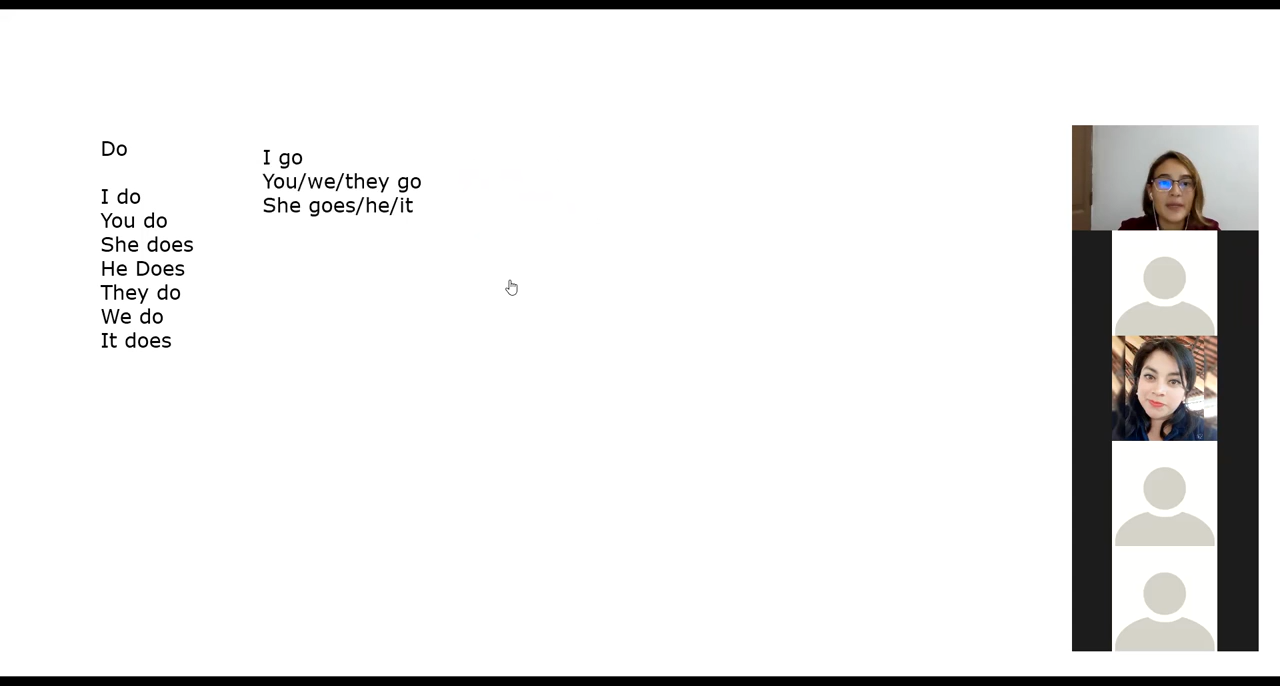 Do
I do
You do
She does
He Does
They do
We do
It does
I go
You/we/they go
She goes/he/it